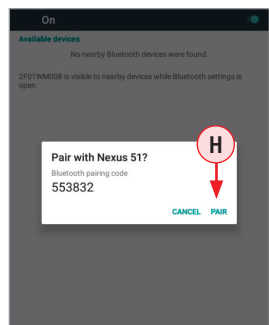 On
Available devices
No nearby Bluetooth devices were found.
2F01WM008 is visible to nearby devices while Bluetooth settings is
open.
H
Pair with Nexus 51?
Bluetooth pairing code
553832
CANCEL PAIR